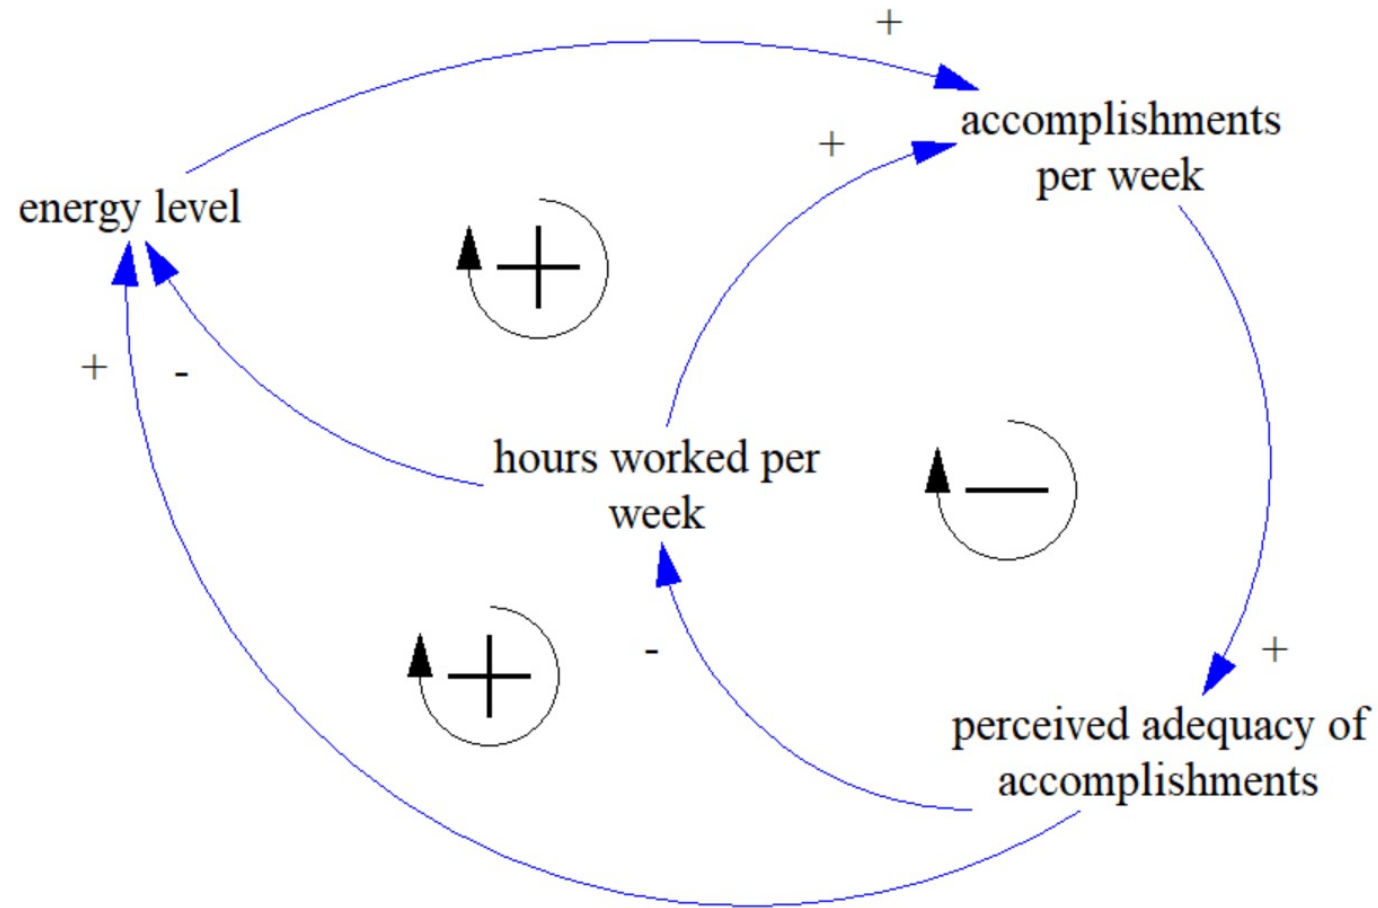 +
accomplishments
per week
+
energy level
+
+
-
hours worked per
week
-
-
+
+
perceived adequacy of
accomplishments